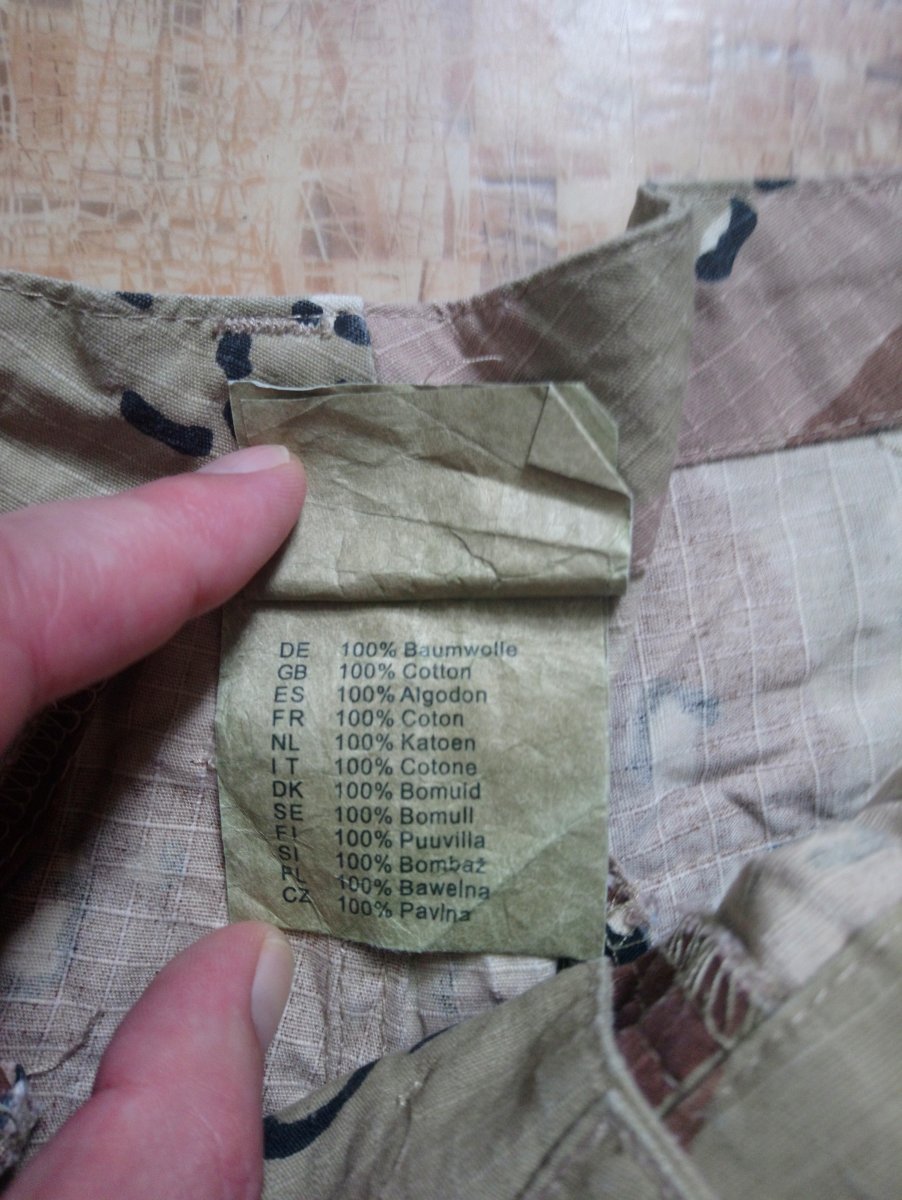 DE 100% Baumwolle
GB 100% Cotton
ES 100% Algodon
FR 100% Coton
NL 100% Katoen
IT 100% Cotone
DK 100% Bomuld
SE 100% Bomull
FI 100% Puuvilla
SI 100% Bombaž
PL 100% Bawelna
CZ 100% Pavlna